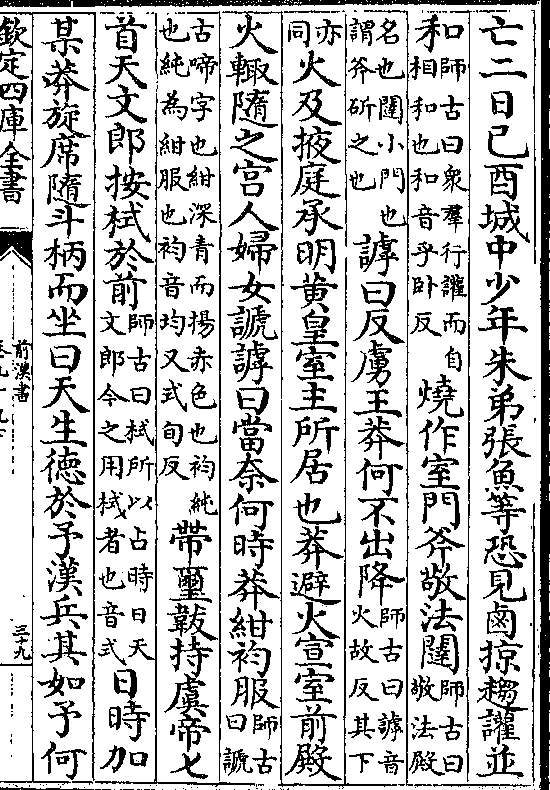 亡二日己酉城中少年朱弟張魚等恐見鹵掠趨讙並
和師古曰衆羣行讙而自相和也和音乎卧反燒作室門斧敬法闥師古曰敬法殿
名也闥小門也謂斧斫之也謼曰反虜王莽何不出降師古曰謼音火故反其下
亦同火及掖庭承明黄皇室主所居也莽避火宣室前殿
火輒隨之宫人婦女謕謼曰當奈何時莽紺袀服師古曰謕
古啼字也紺深青而揚赤色也袀純也純為紺服也袀音均又式旬反帶璽韍持虞帝匕
首天文郎按栻於前師古曰栻所以占時日天文郎今之用栻者也音式日時加
某莽旋席隨斗柄而坐曰天生徳於予漢兵其如予何
欽定四庫全書
前漢書
三十九